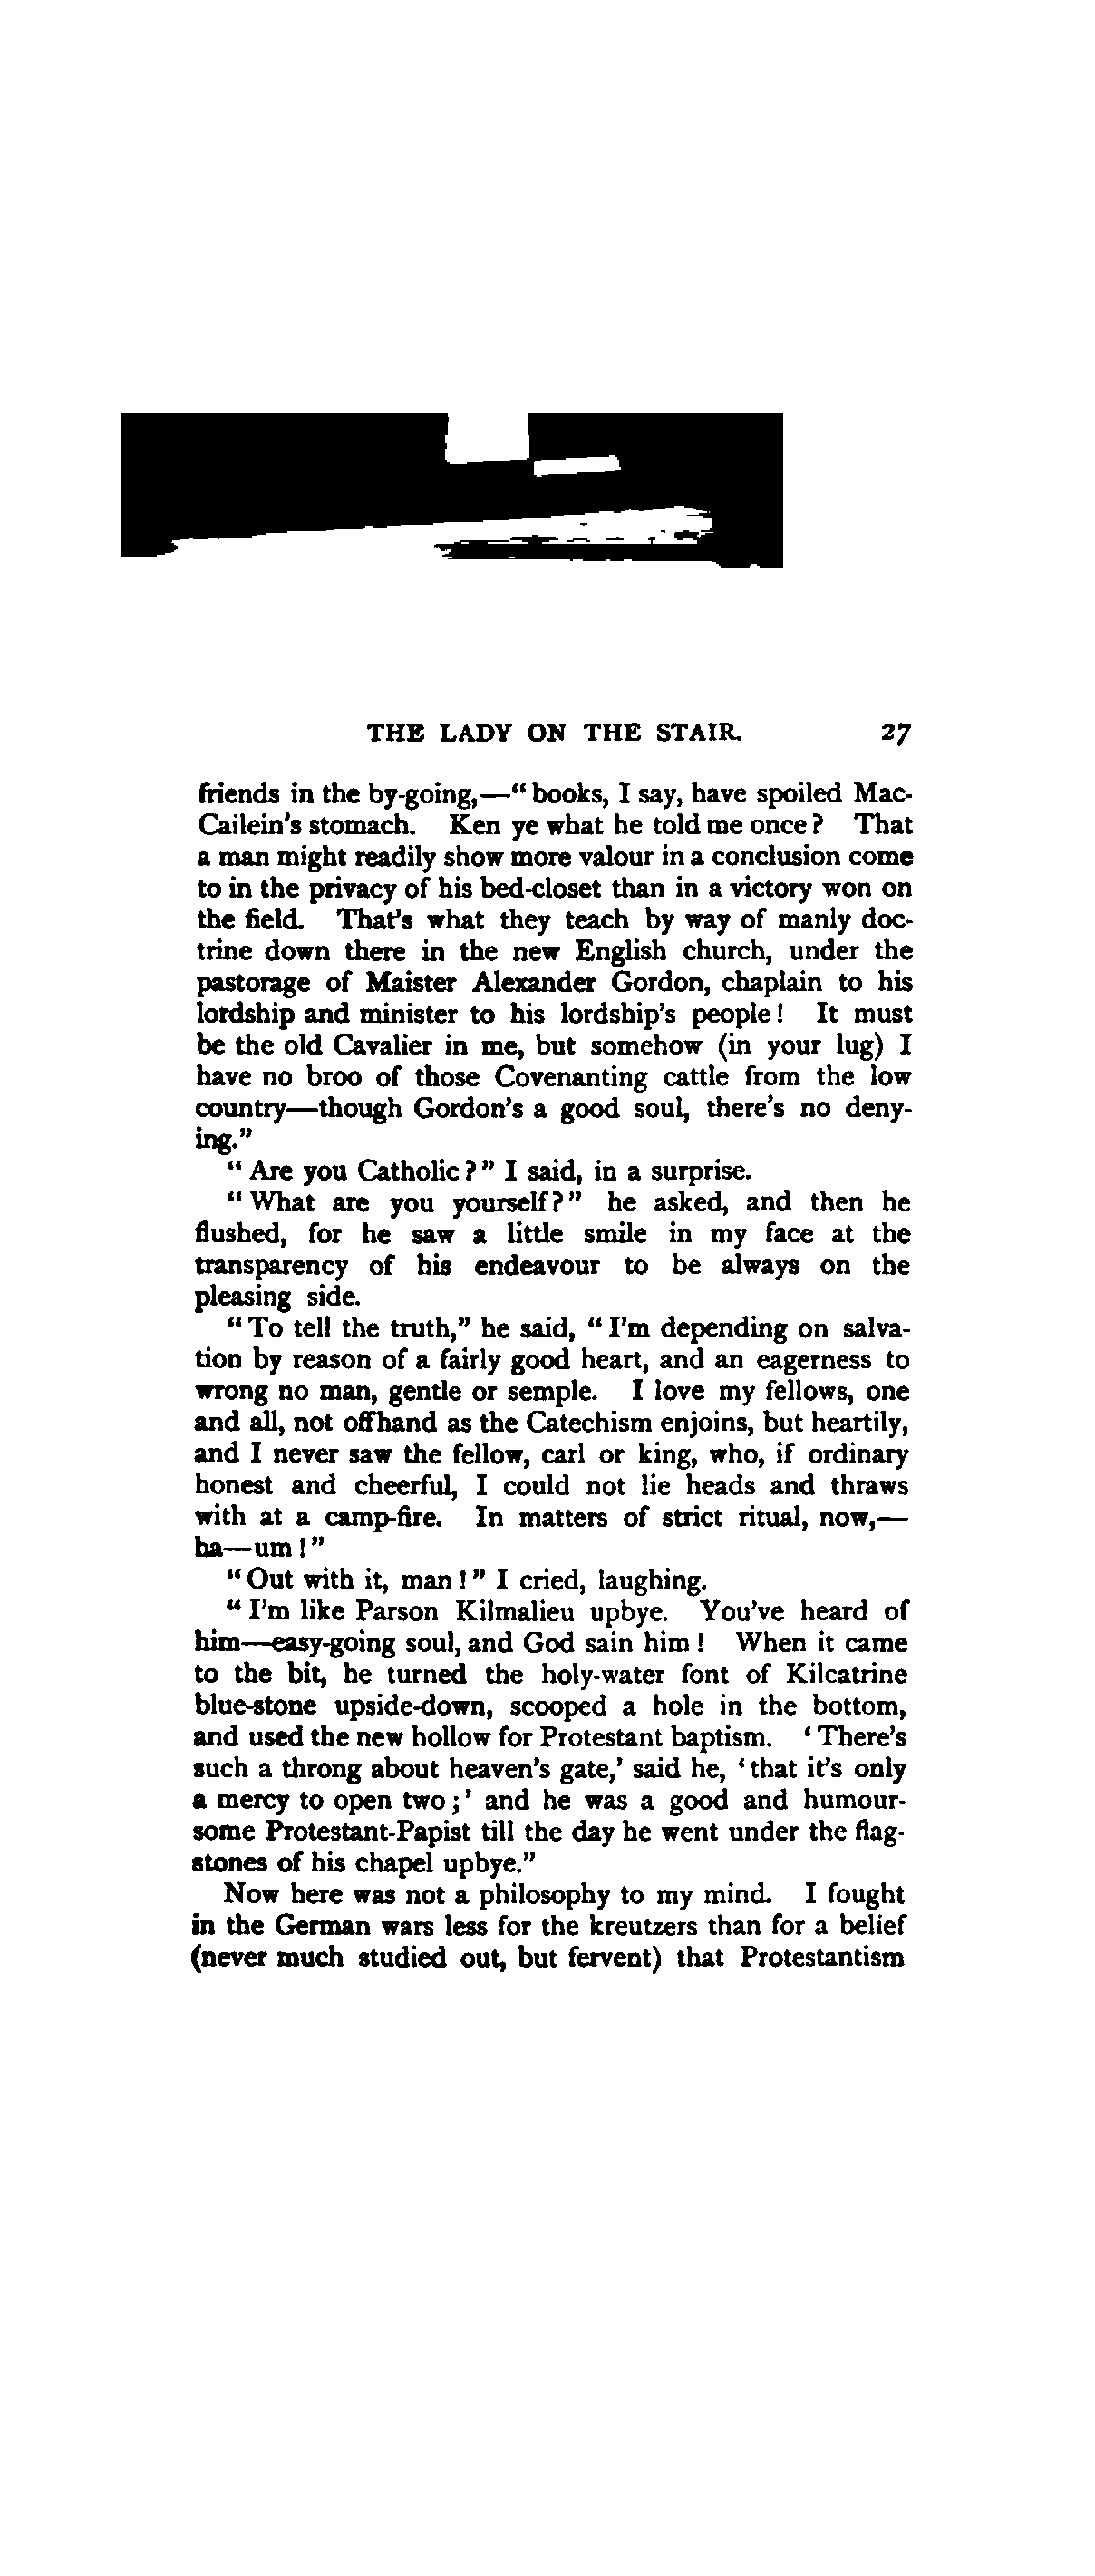 THE LADY ON THE STAIR. 27
friends in the by-going,—“books, I say, have spoiled Mac-
Cailein's stomach. Ken ye what he told me once? That
a man might readily show more valour in a conclusion come
to in the privacy of his bed-closet than in a victory won on
the field. That's what they teach by way of manly doc-
trine down there in the new English church, under the
pastorage of Maister Alexander Gordon, chaplain to his
lordship and minister to his lordship's people! It must
be the old Cavalier in me, but somehow (in your lug) I
have no broo of those Covenanting cattle from the low
country—though Gordon's a good soul, there's no deny-
ing.”
“Are you Catholic?” I said, in a surprise.
“What are you yourself?” he asked, and then he
flushed, for he saw a little smile in my face at the
transparency of his endeavour to be always on the
pleasing side.
“To tell the truth,” he said, “I'm depending on salva-
tion by reason of a fairly good heart, and an eagerness to
wrong no man, gentle or semple. I love my fellows, one
and all, not offhand as the Catechism enjoins, but heartily,
and I never saw the fellow, carl or king, who, if ordinary
honest and cheerful, I could not lie heads and thraws
with at a camp-fire. In matters of strict ritual, now,—
ha—um!”
“Out with it, man!” I cried, laughing.
“I'm like Parson Kilmalieu upbye. You've heard of
him—easy-going soul, and God sain him! When it came
to the bit, he turned the holy-water font of Kilcatrine
blue-stone upside-down, scooped a hole in the bottom,
and used the new hollow for Protestant baptism. ‘There's
such a throng about heaven's gate,’ said he, ‘that it's only
a mercy to open two;’ and he was a good and humour-
some Protestant-Papist till the day he went under the flag-
stones of his chapel upbye.”
Now here was not a philosophy to my mind. I fought
in the German wars less for the kreutzers than for a belief
(never much studied out, but fervent) that Protestantism